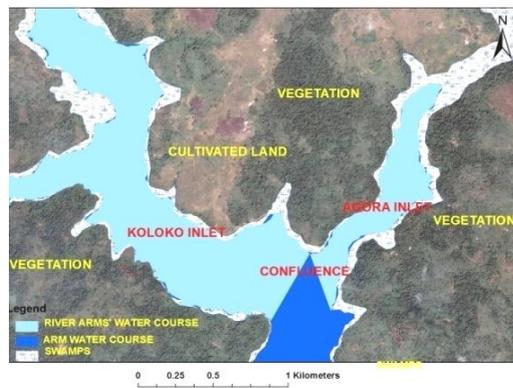 N
VEGETATION
CULTIVATED LAND
AGORA INLET
KOLOKO INLET
VEGETATION
VEGETATION
CONFLUENCE
Legend
RIVER ARMS' WATER COURSE
ARM WATER COURSE
SWAMPS
SWAMPS
0 0.25 0.5 1 Kilometers